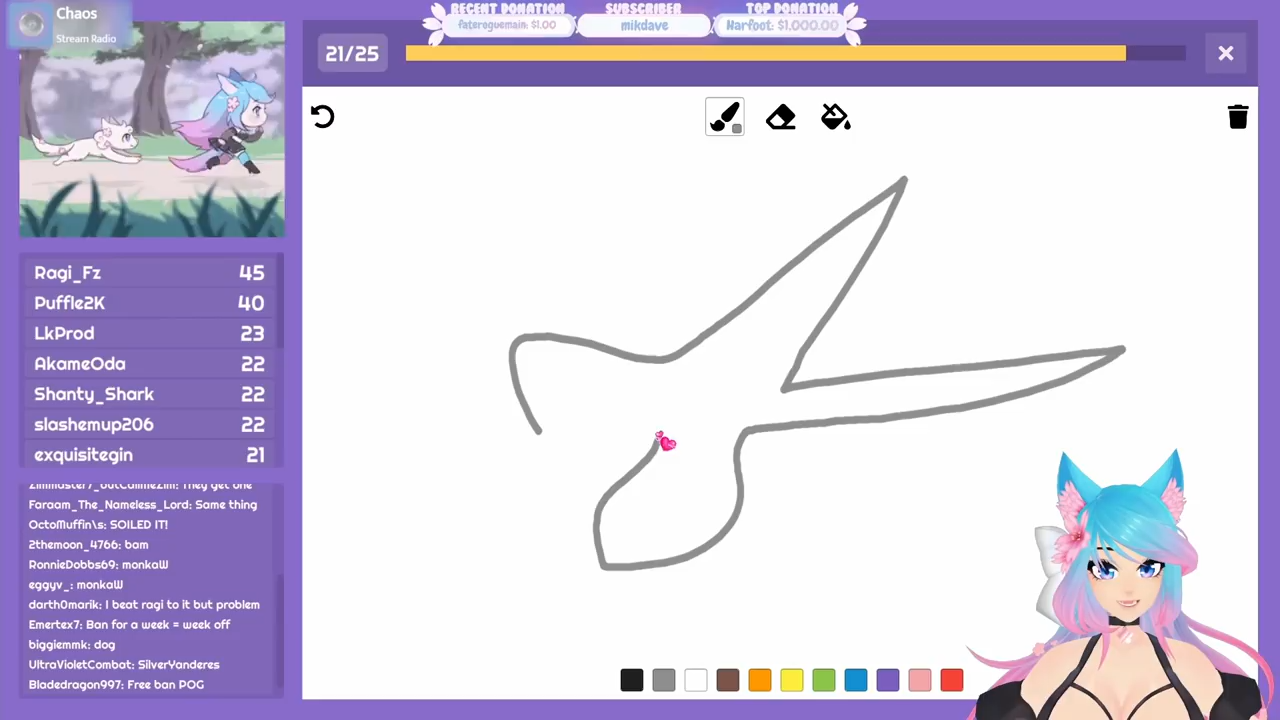 Chaos
Stream Radio
RECENT DONATION
fateroguemain: $1.00
SUBSCRIBER
mikdave
TOP DONATION
Harfoot: $1,000.00
21/25
Ragi_Fz 45
Puffle2K 40
LkProd 23
AkameOda 22
Shanty_Shark 22
slashemup206 22
exquisitegin 21
Faraam_The_Nameless_Lord: Same thing
OctoMuffin\s: SOILED IT!
2themoon_4766: bam
RonnieDobbs69: monkaW
eggyv_: monkaW
darth0marik: I beat ragi to it but problem
Emertex7: Ban for a week = week off
biggiemmk: dog
UltraVioletCombat: SilverYanderes
Bladedragon997: Free ban POG